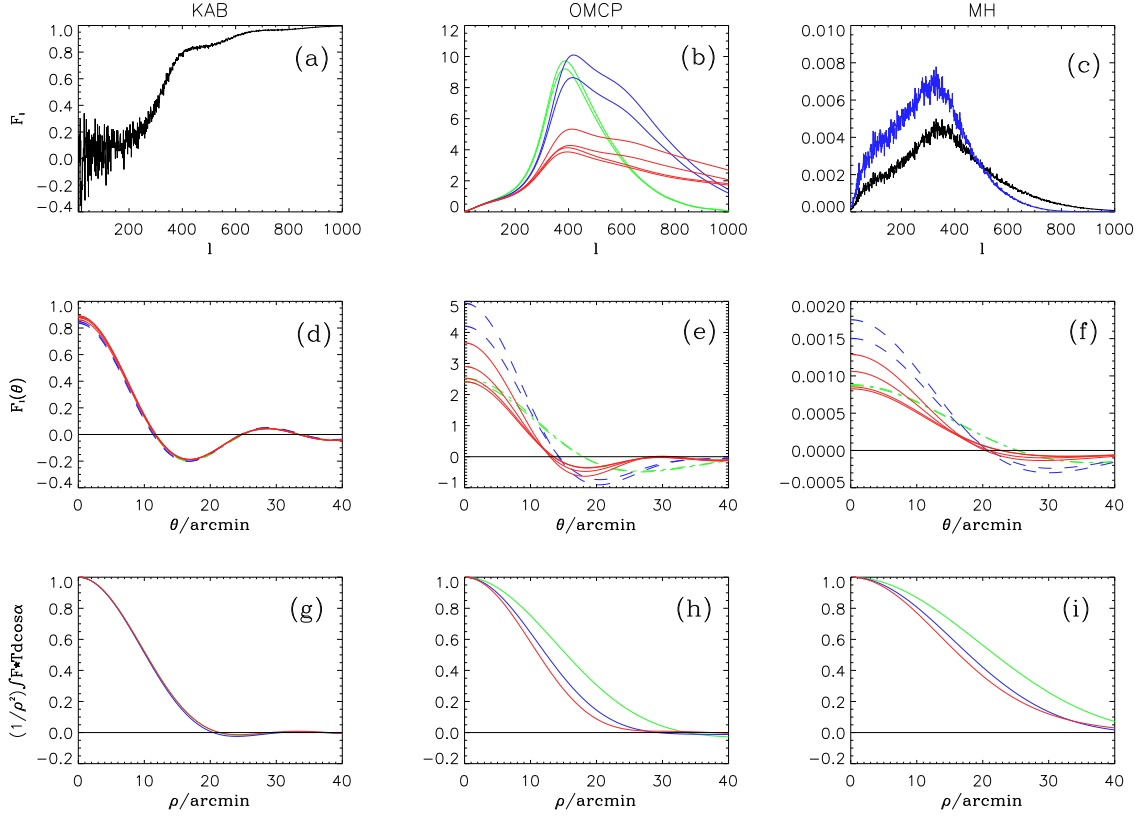 KAB OMCP MH
(a) (b) (c)
F_l
1.0 0.8 0.6 0.4 0.2 0.0 −0.2 −0.4
12 10 8 6 4 2 0
0.010 0.008 0.006 0.004 0.002 0.000
200 400 600 800 1000
200 400 600 800 1000
200 400 600 800 1000
l l l
(d) (e) (f)
F_l(θ)
1.0 0.8 0.6 0.4 0.2 0.0 −0.2 −0.4
5 4 3 2 1 0 −1
0.0020 0.0015 0.0010 0.0005 0.0000 −0.0005
0 10 20 30 40
0 10 20 30 40
0 10 20 30 40
θ/arcmin θ/arcmin θ/arcmin
(g) (h) (i)
(1/ρ²)∫F*Tdcosα
1.0 0.8 0.6 0.4 0.2 0.0 −0.2
1.0 0.8 0.6 0.4 0.2 0.0 −0.2
1.0 0.8 0.6 0.4 0.2 0.0 −0.2
0 10 20 30 40
0 10 20 30 40
0 10 20 30 40
ρ/arcmin ρ/arcmin ρ/arcmin